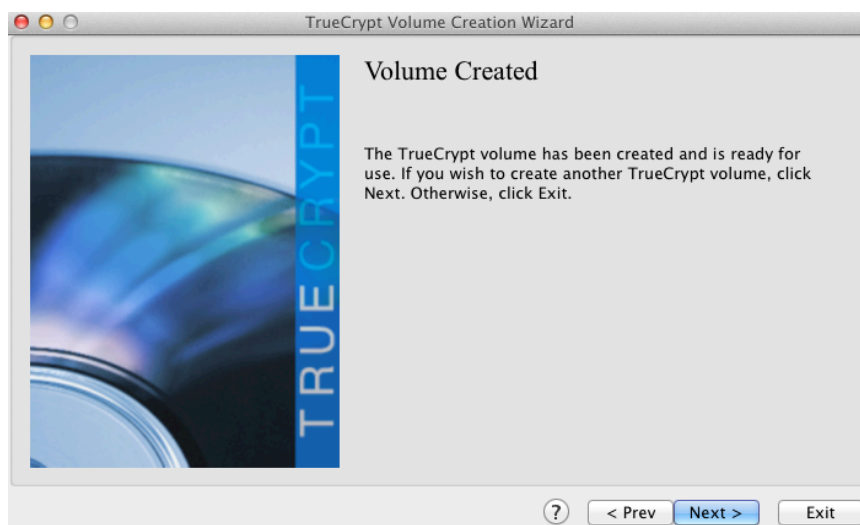 TrueCrypt Volume Creation Wizard
TRUECRYPT
Volume Created
The TrueCrypt volume has been created and is ready for
use. If you wish to create another TrueCrypt volume, click
Next. Otherwise, click Exit.
?
< Prev
Next >
Exit